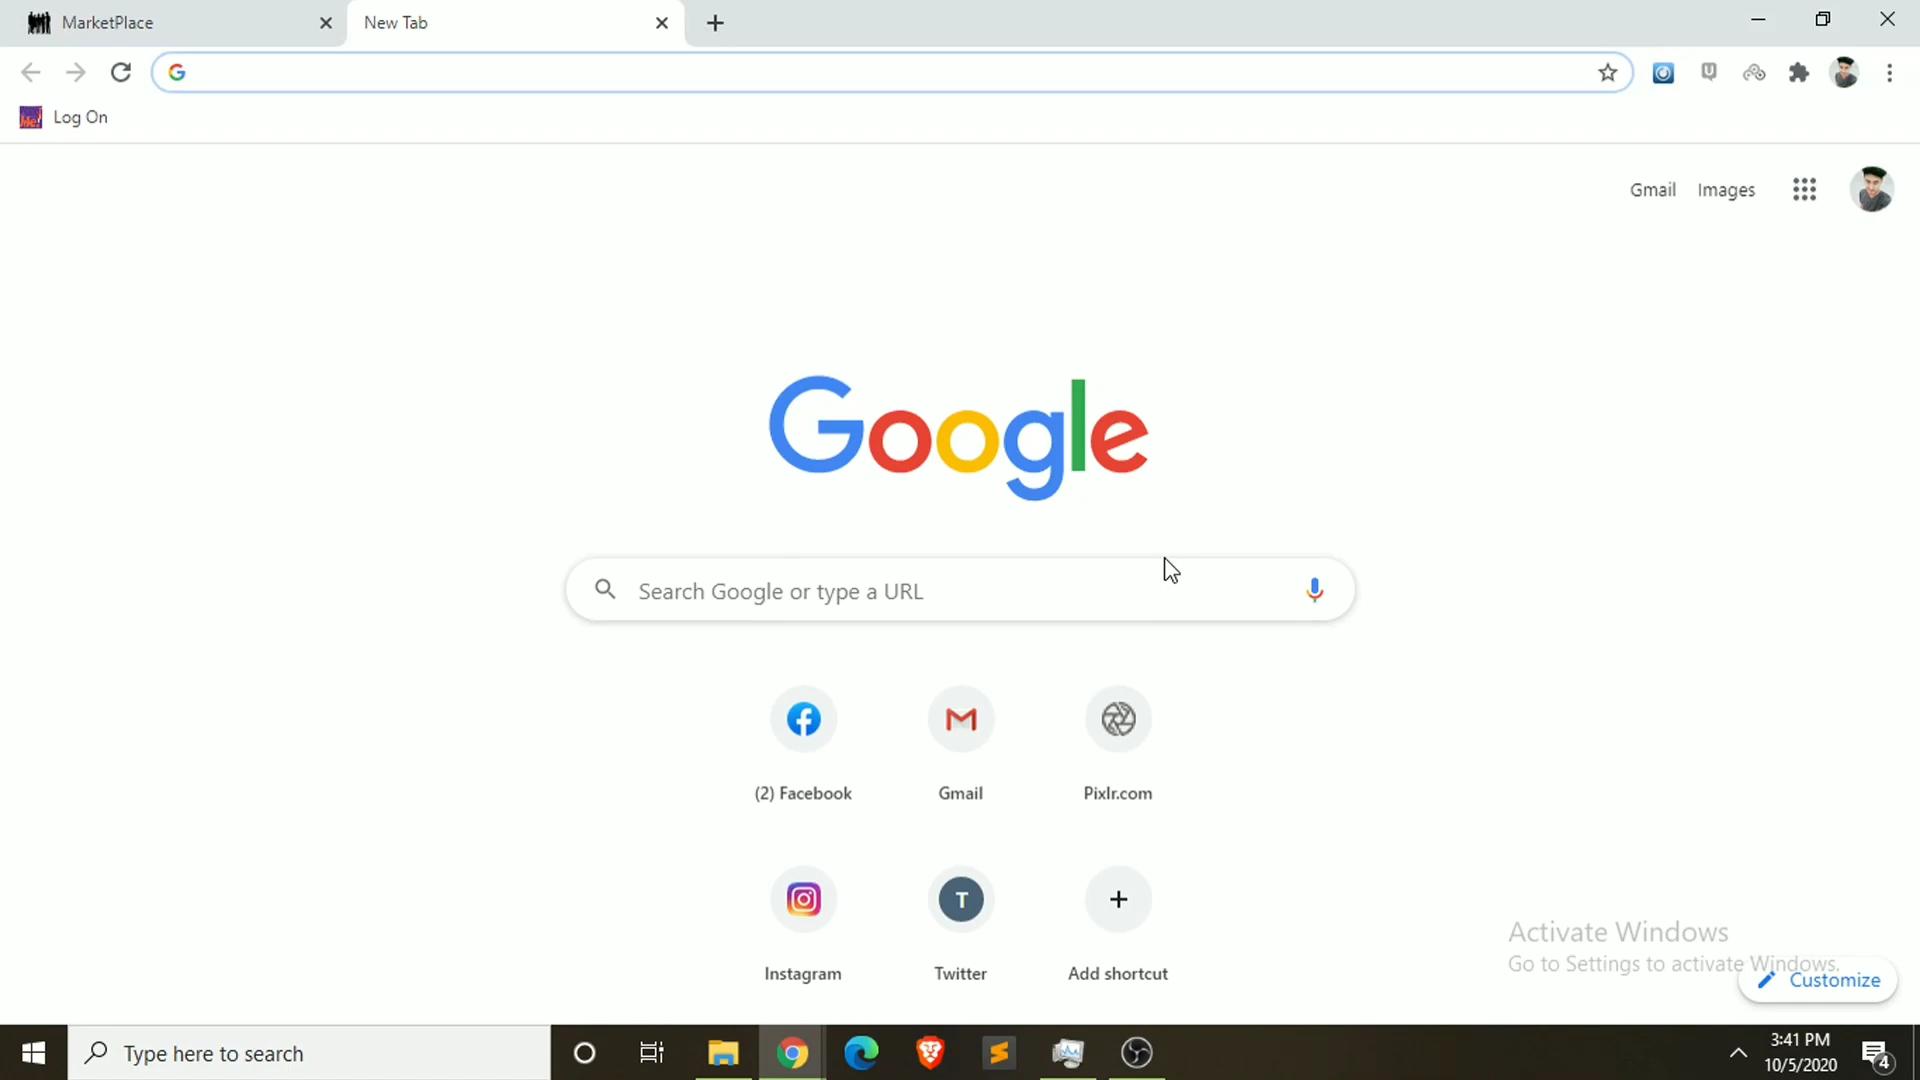 MarketPlace
New Tab
Log On
Gmail Images
Google
Search Google or type a URL
(2) Facebook
Gmail
Pixlr.com
T
Instagram
Twitter
Add shortcut
Activate Windows
Go to Settings to activate Windows.
Customize
Type here to search
3:41 PM
10/5/2020
4